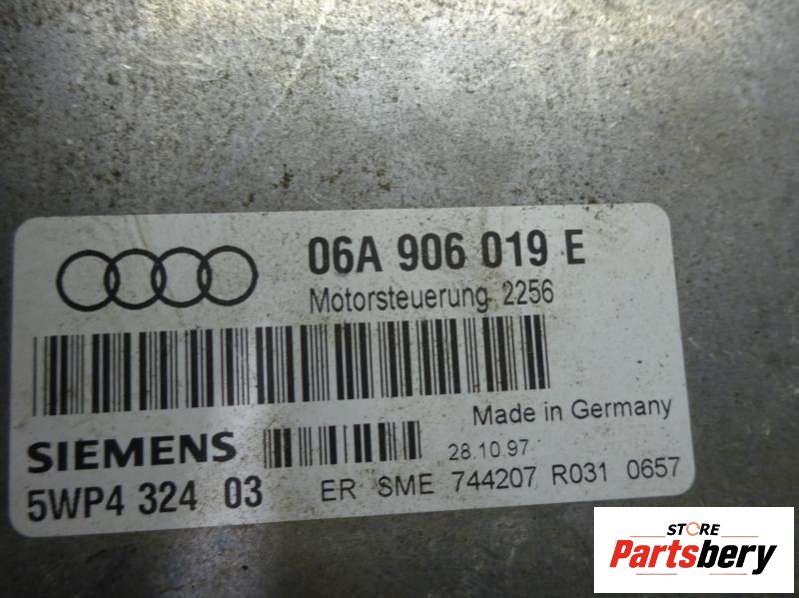 06A 906 019 E
Motorsteuerung 2256
Made in Germany
SIEMENS
28.10.97
5WP4 324 03
ER SME 744207 R031 0657
STORE
Partsbery